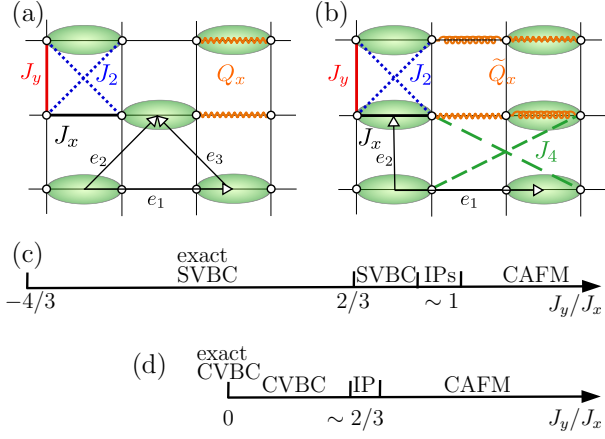 (a)
(b)
J_y
J_2
Q_x
J_y
J_2
\widetilde{Q}_x
J_x
J_x
J_4
e_2
e_3
e_2
e_1
e_1
(c)
exact
SVBC
SVBC
IPs
CAFM
−4/3
2/3
∼ 1
J_y/J_x
(d)
exact
CVBC
CVBC
IP
CAFM
0
∼ 2/3
J_y/J_x